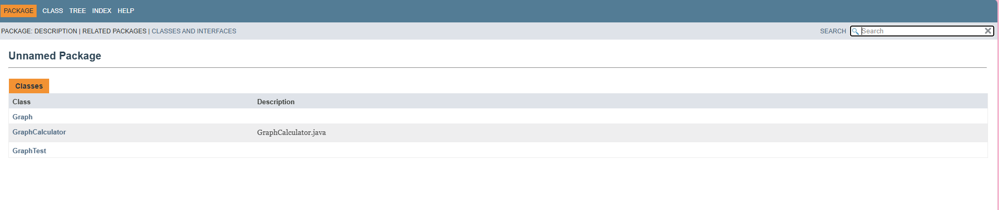 PACKAGE CLASS TREE INDEX HELP
PACKAGE: DESCRIPTION | RELATED PACKAGES | CLASSES AND INTERFACES SEARCH Search
Unnamed Package
Classes
Class Description
Graph
GraphCalculator GraphCalculator.java
GraphTest